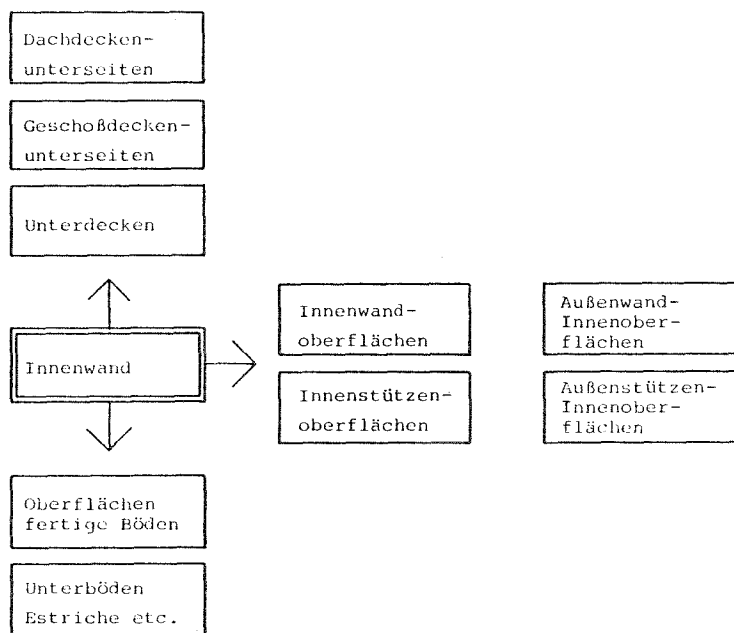 Dachdecken-
unterseiten
Geschoßdecken-
unterseiten
Unterdecken
Innenwand
Innenwand-
oberflächen
Innenstützen-
oberflächen
Außenwand-
Innenober-
flächen
Außenstützen-
Innenober-
flächen
Oberflächen
fertige Böden
Unterböden
Estriche etc.